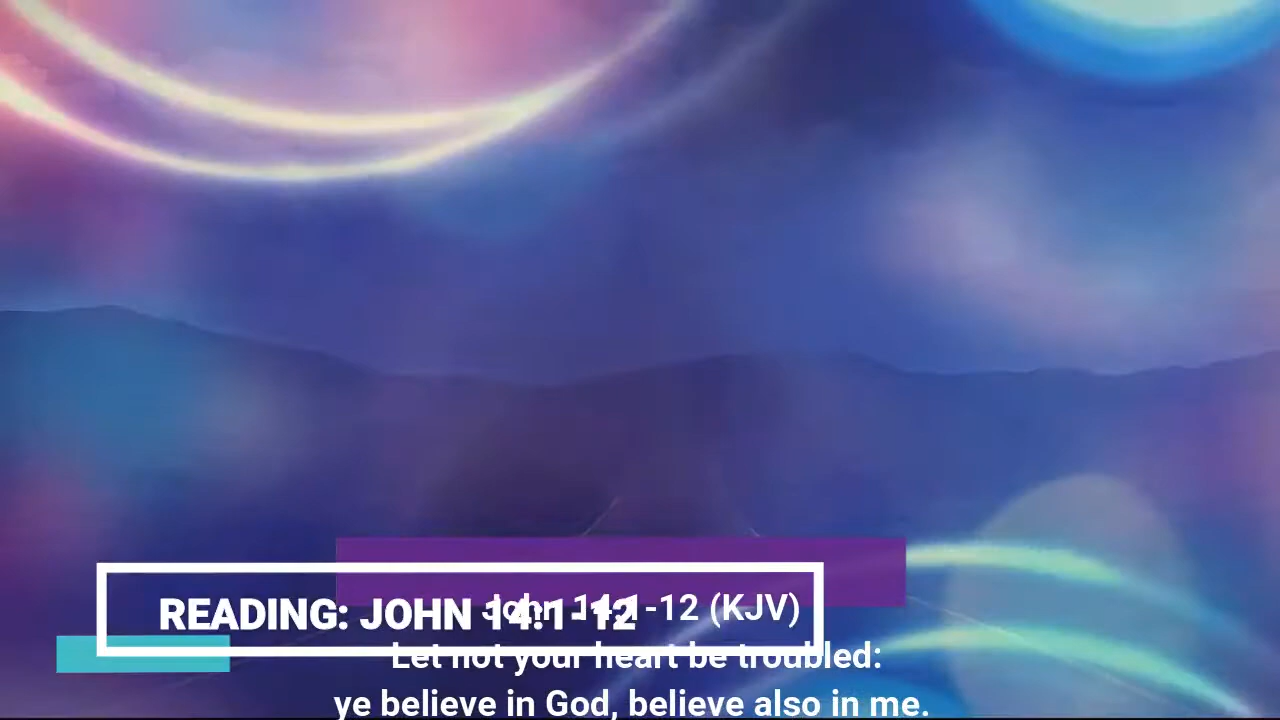 READING: JOHN 14:1-12
John 14:1-12 (KJV)
Let not your heart be troubled:
ye believe in God, believe also in me.